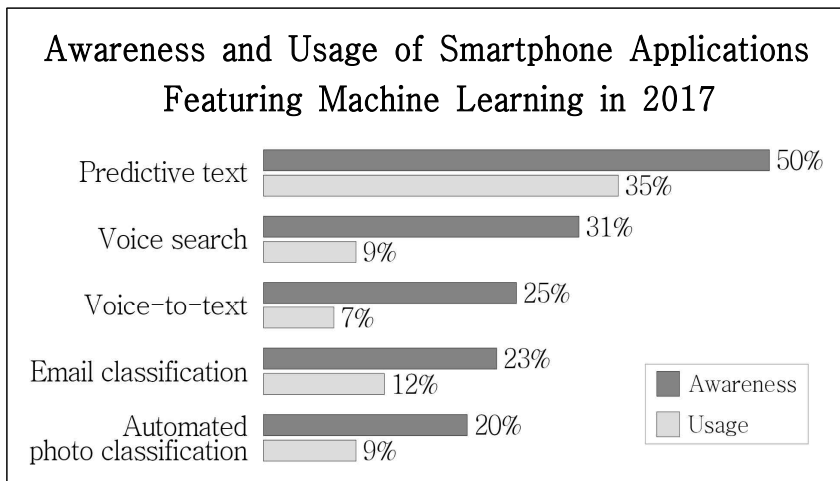 Awareness and Usage of Smartphone Applications
Featuring Machine Learning in 2017
Predictive text
50%
35%
Voice search
31%
9%
Voice-to-text
25%
7%
Email classification
23%
12%
Automated
photo classification
20%
9%
Awareness
Usage